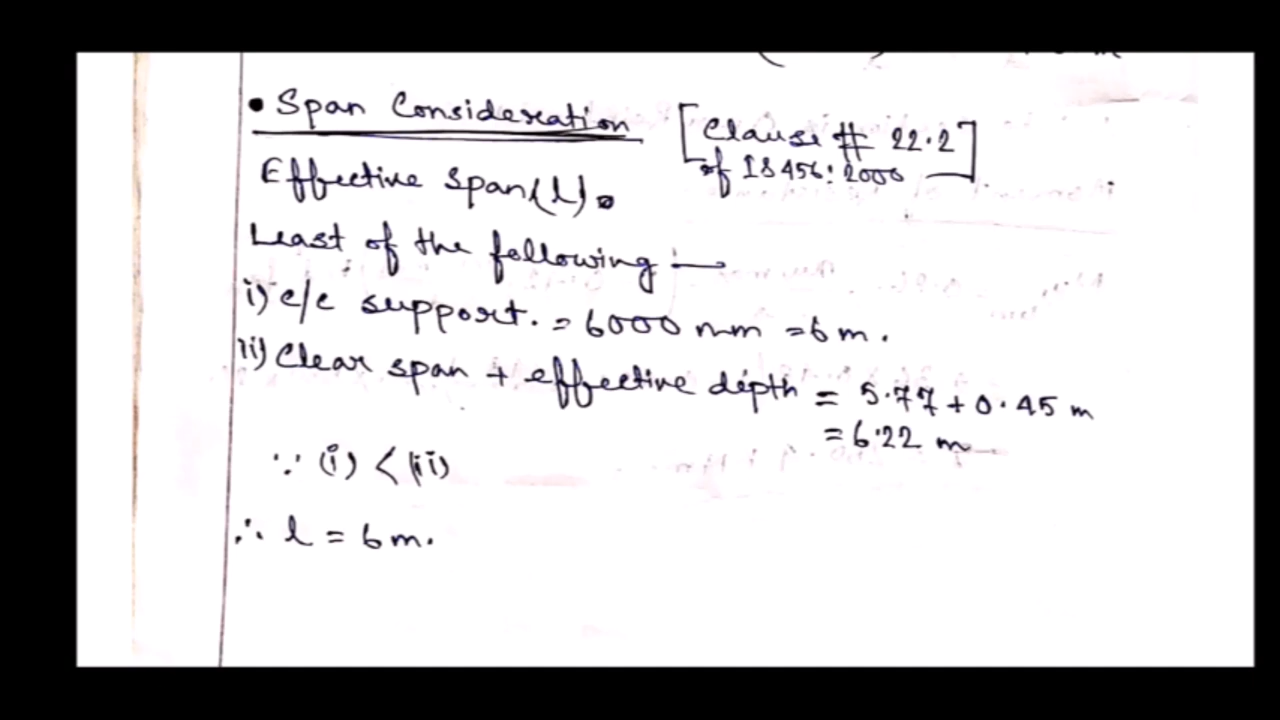 • Span Consideration [Clause # 22.2
of IS 456: 2000]
Effective Span(l).
Least of the following :—
i) c/c support. = 6000 mm = 6 m.
ii) Clear span + effective depth = 5.77 + 0.45 m
= 6.22 m
∵ (i) < (ii)
∴ l = 6m.